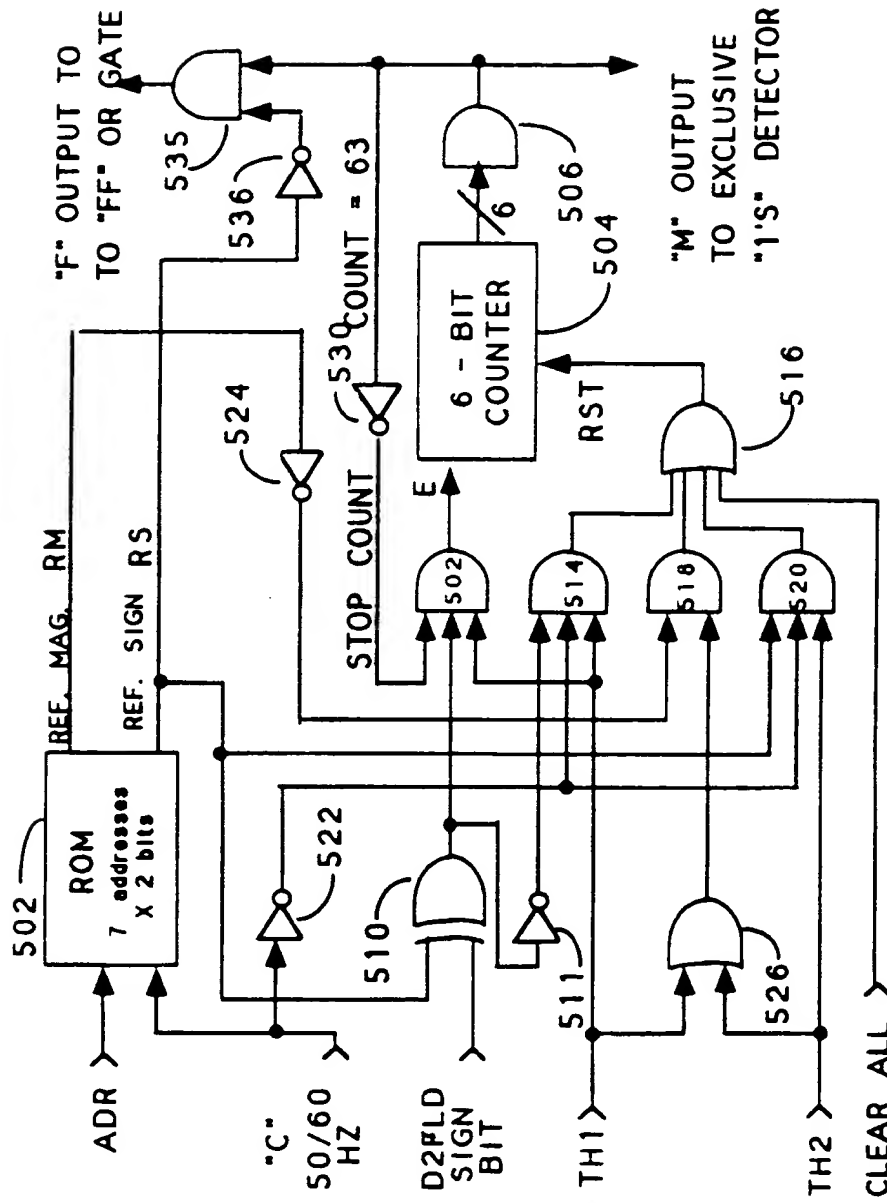 "F" OUTPUT TO
TO "FF" OR GATE
535
536
COUNT = 63
530
506
6
"M" OUTPUT
TO EXCLUSIVE
"1'S" DETECTOR
504
6 - BIT
COUNTER
RST
516
524
STOP COUNT
E
502
514
518
520
REF. MAG. RM
REF. SIGN RS
502
ROM
7 addresses
X 2 bits
522
510
511
526
ADR
"C"
50/60
HZ
D2FLD
SIGN
BIT
TH1
TH2
CLEAR ALL